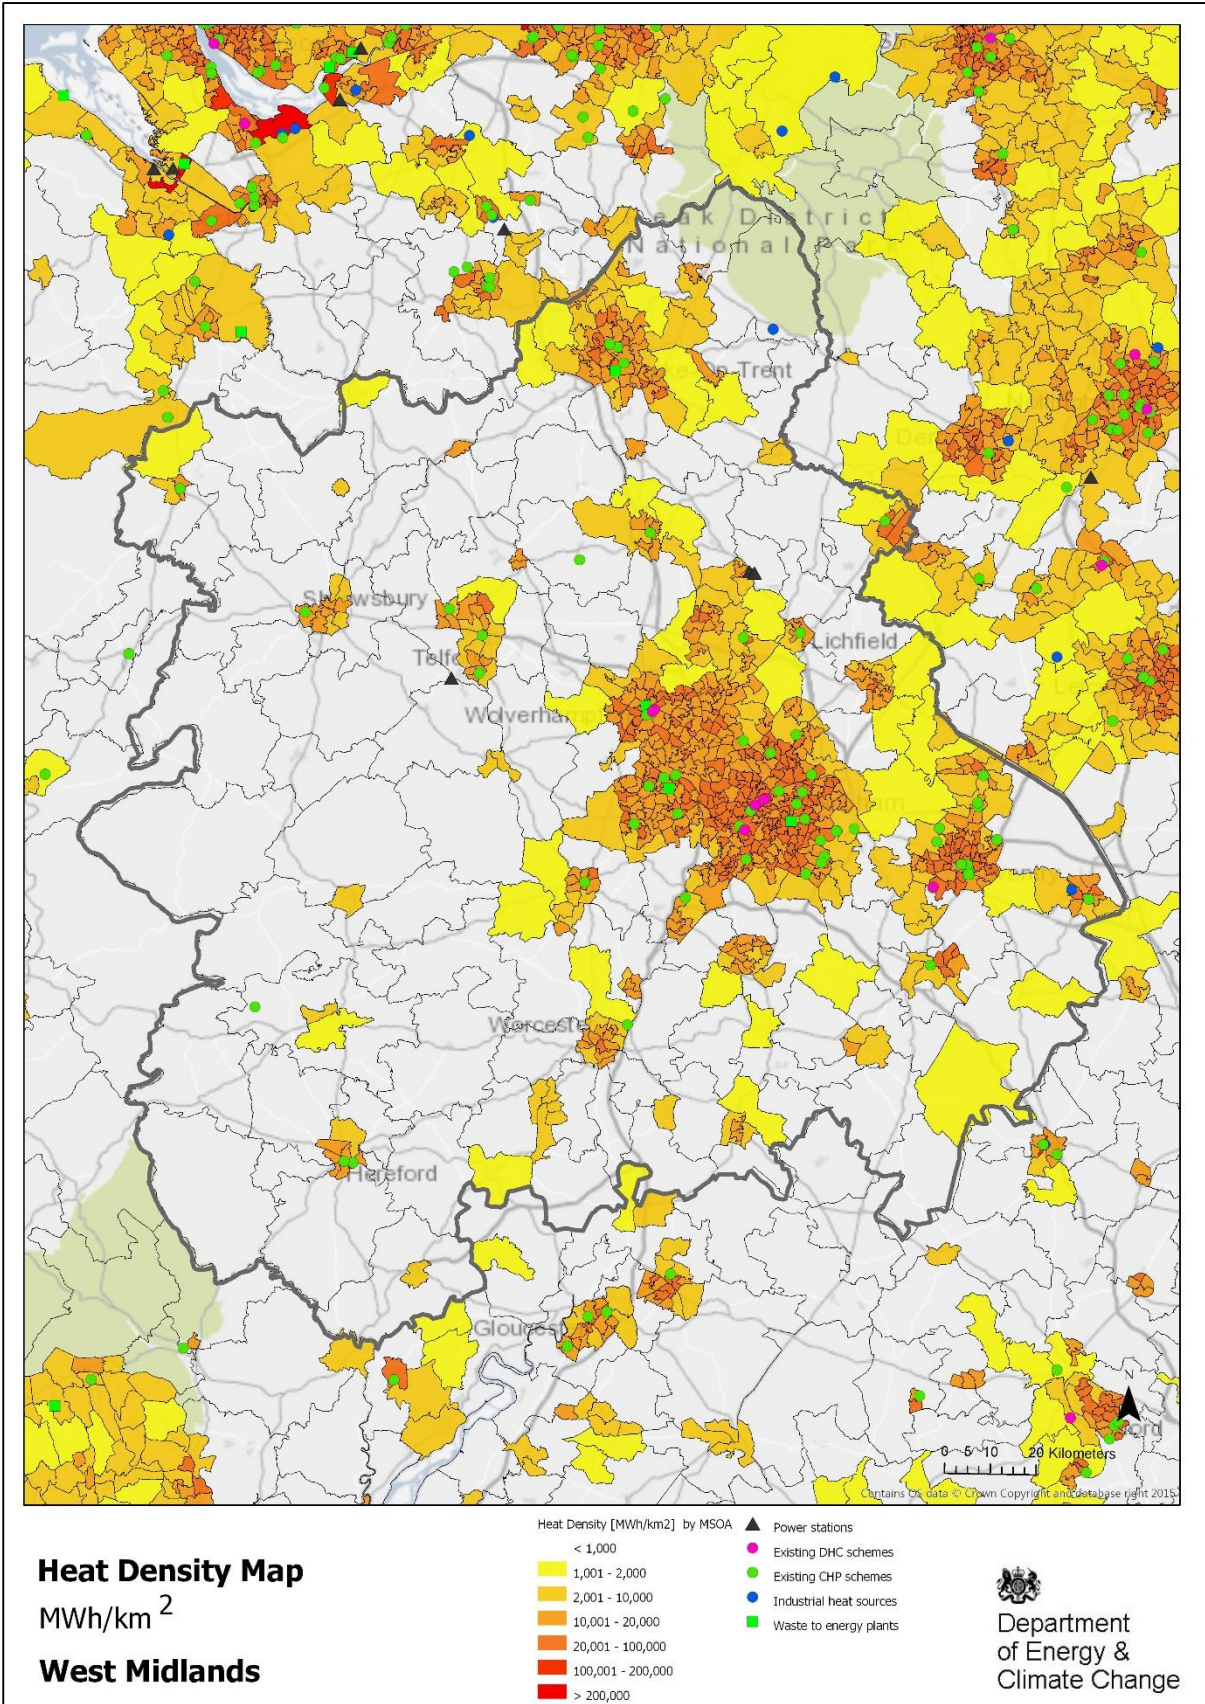 Peak District
National Park
Stoke-on-Trent
Shrewsbury
Telford
Lichfield
Wolverhampton
Worcester
Hereford
Gloucester
N
0 5 10 20 Kilometers
Contains OS data © Crown Copyright and database right 2015
Heat Density Map
MWh/km 2
West Midlands
Heat Density [MWh/km2] by MSOA
< 1,000
1,001 - 2,000
2,001 - 10,000
10,001 - 20,000
20,001 - 100,000
100,001 - 200,000
> 200,000
Power stations
Existing DHC schemes
Existing CHP schemes
Industrial heat sources
Waste to energy plants
Department
of Energy &
Climate Change